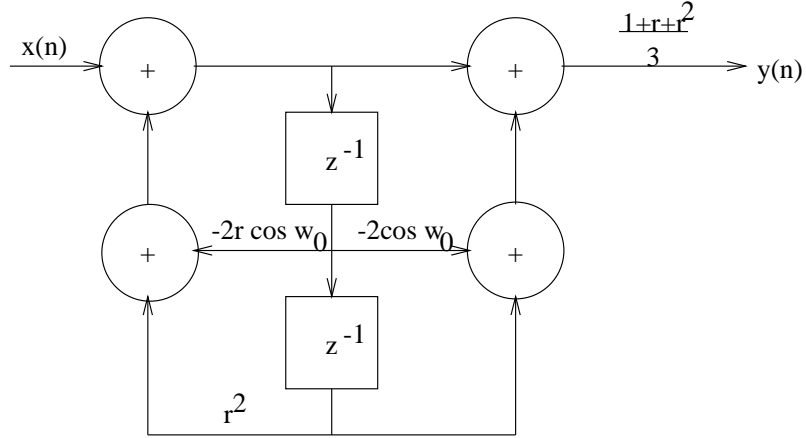 x(n)
1+r+r²
3
y(n)
+
+
z⁻¹
-2r cos w₀
-2cos w₀
+
+
z⁻¹
r²